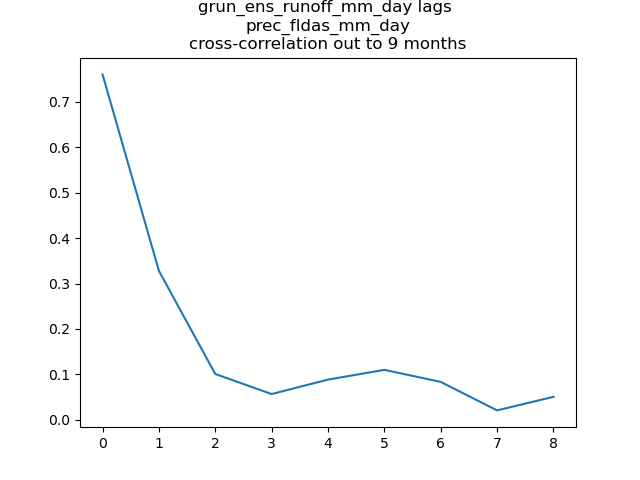 grun_ens_runoff_mm_day lags
prec_fldas_mm_day
cross-correlation out to 9 months
0.7
0.6
0.5
0.4
0.3
0.2
0.1
0.0
0 1 2 3 4 5 6 7 8